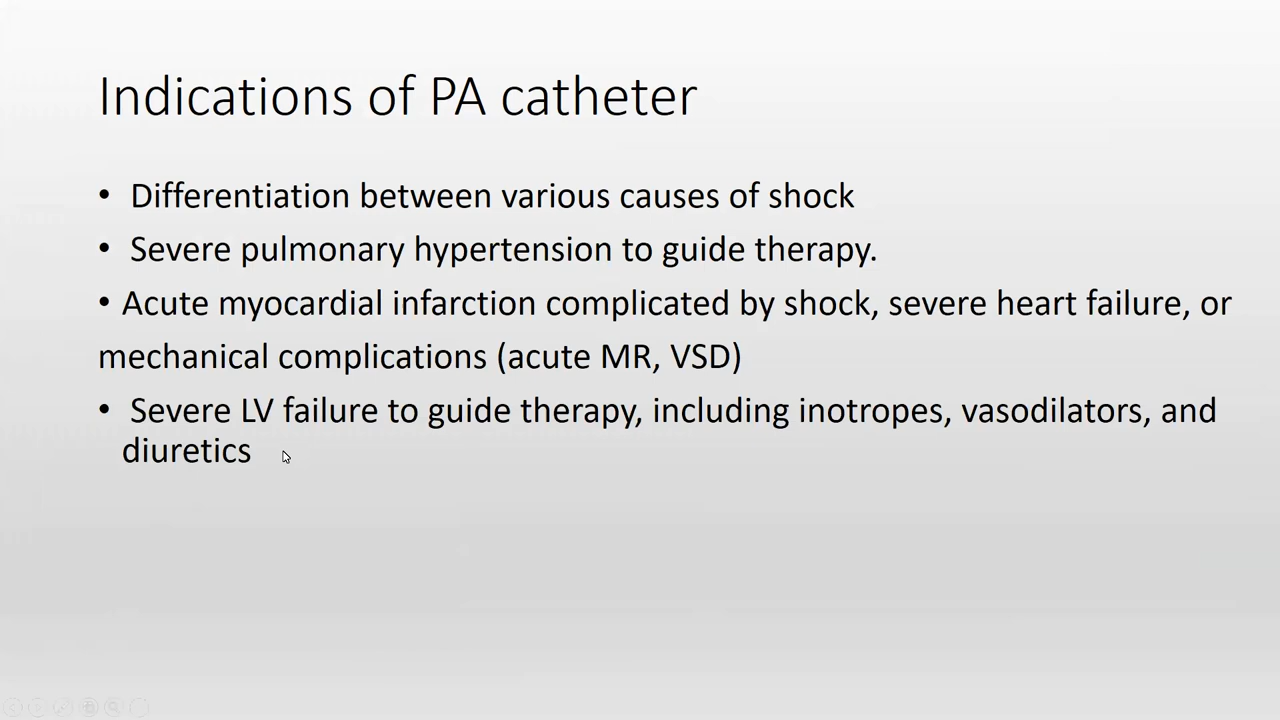 Indications of PA catheter
• Differentiation between various causes of shock
• Severe pulmonary hypertension to guide therapy.
• Acute myocardial infarction complicated by shock, severe heart failure, or
mechanical complications (acute MR, VSD)
• Severe LV failure to guide therapy, including inotropes, vasodilators, and
diuretics